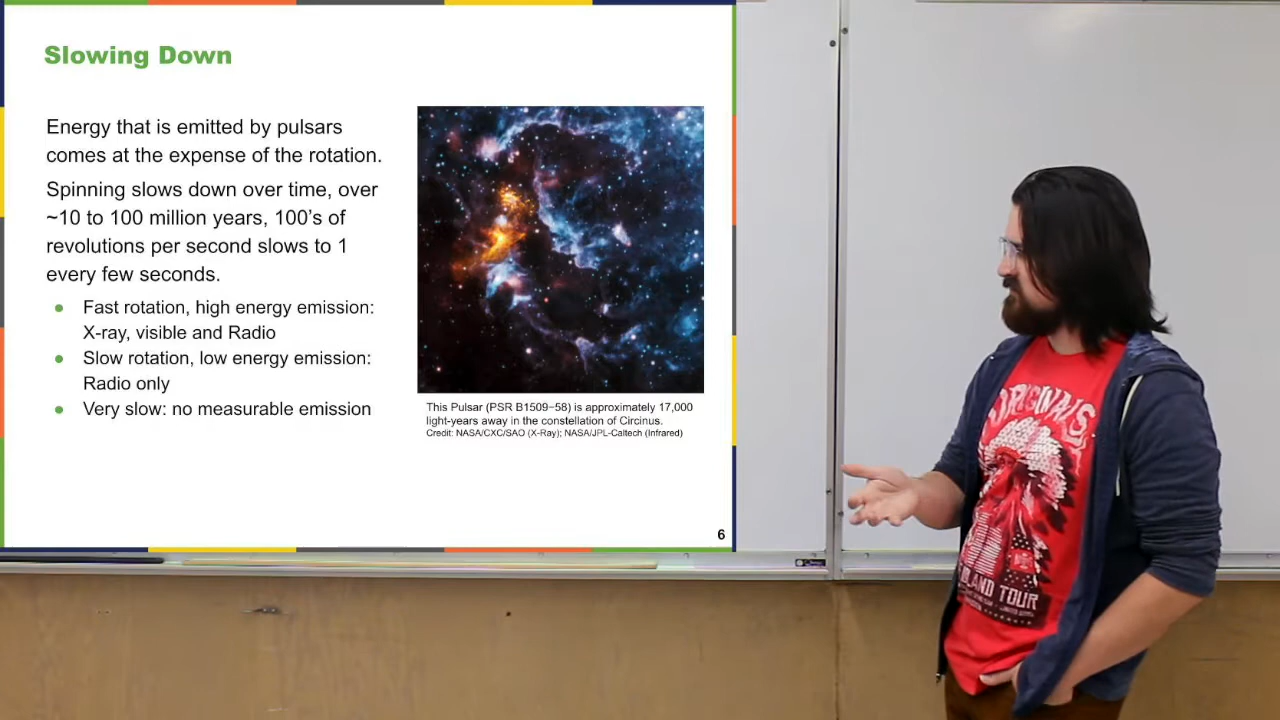 Slowing Down
Energy that is emitted by pulsars
comes at the expense of the rotation.
Spinning slows down over time, over
~10 to 100 million years, 100's of
revolutions per second slows to 1
every few seconds.
● Fast rotation, high energy emission:
X-ray, visible and Radio
● Slow rotation, low energy emission:
Radio only
● Very slow: no measurable emission
This Pulsar (PSR B1509−58) is approximately 17,000
light-years away in the constellation of Circinus.
Credit: NASA/CXC/SAO (X-Ray); NASA/JPL-Caltech (Infrared)
6
TOUR